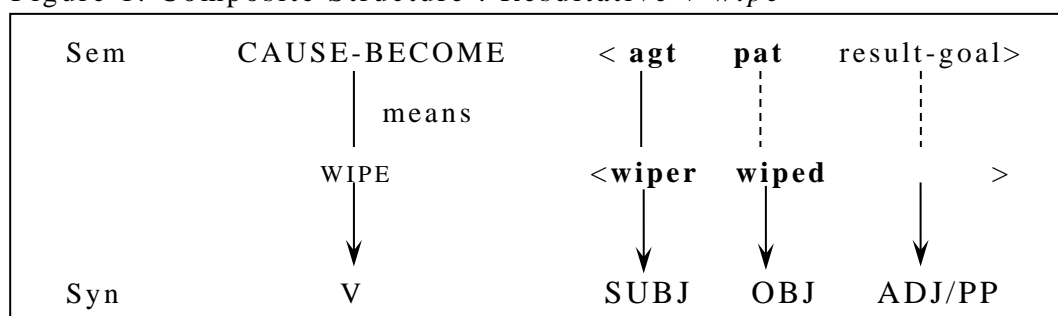 Figure 1: Composite Structure : Resultative + wipe
Sem CAUSE-BECOME < agt pat result-goal>
means
WIPE <wiper wiped >
Syn V SUBJ OBJ ADJ/PP